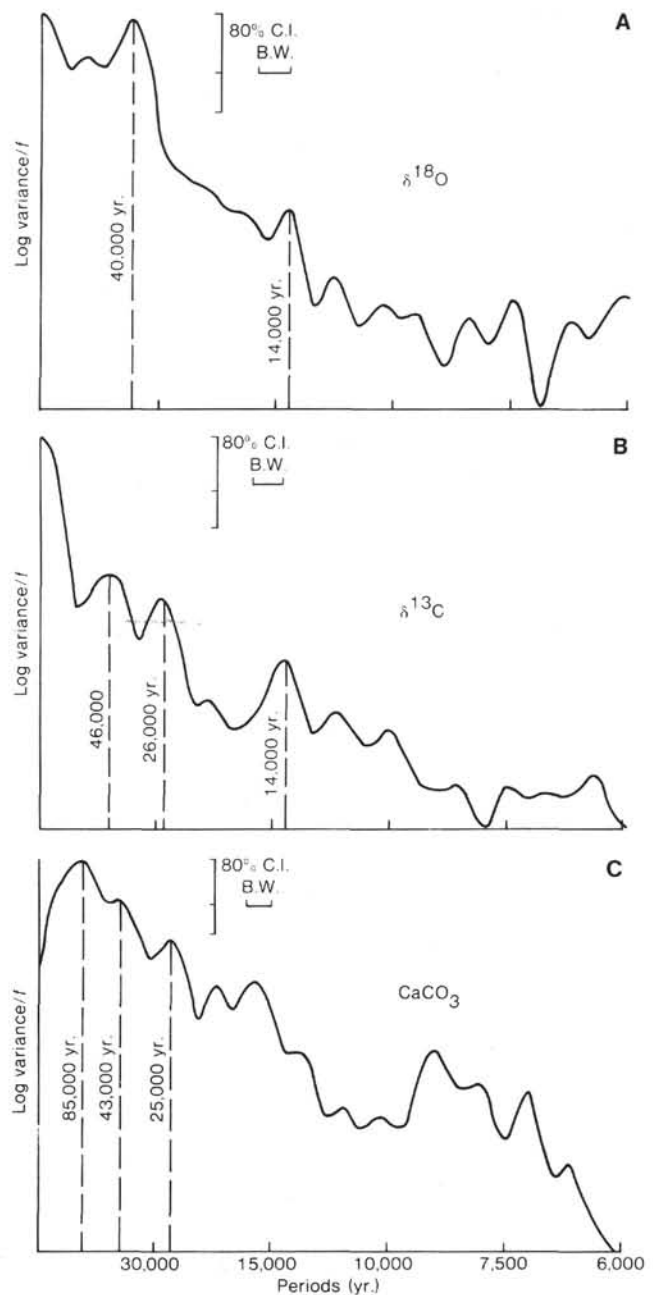 A
80% C.I.
B.W.
δ18O
Log variance/f
40.000 yr.
14,000 yr.
B
80% C.I.
B.W.
δ13C
Log variance/f
46,000
26,000 yr.
14.000 yr.
C
80% C.I.
B.W.
CaCO3
Log variance/f
85,000 yr.
43,000 yr.
25,000 yr.
30,000 15,000 10,000 7,500 6,000
Periods (yr.)